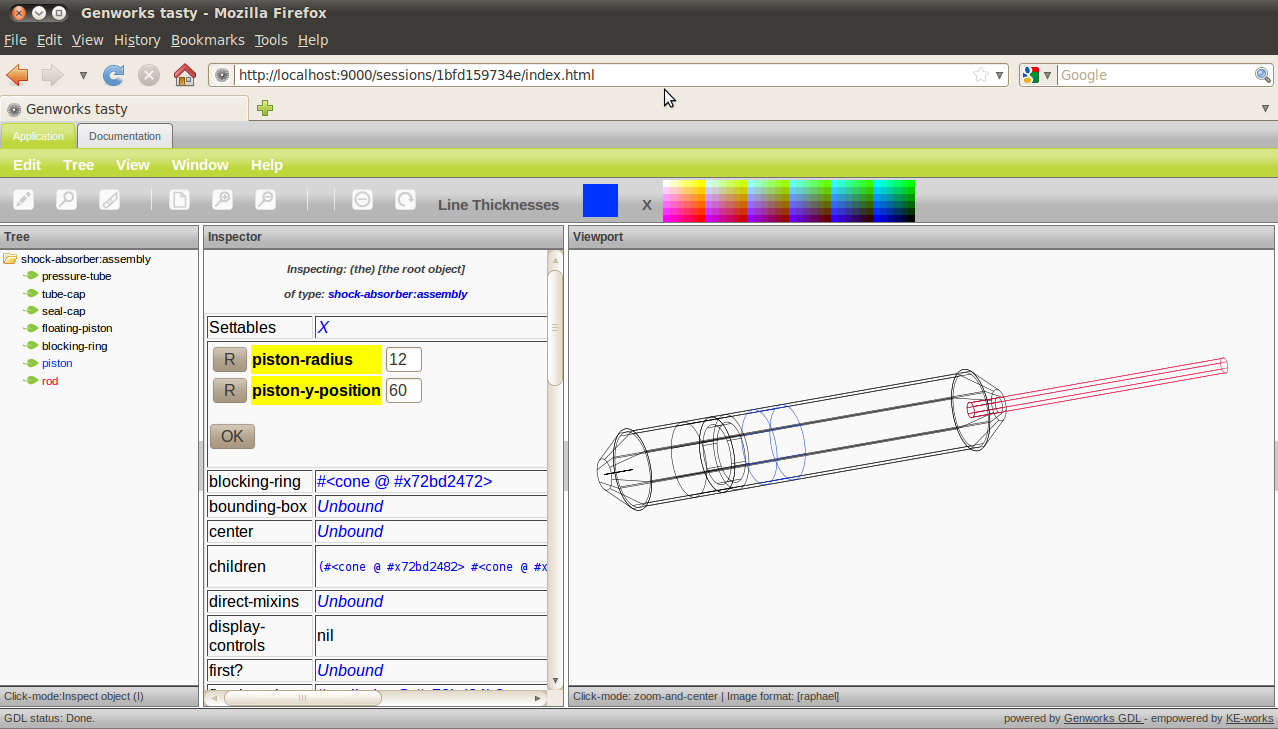 Genworks tasty - Mozilla Firefox
File Edit View History Bookmarks Tools Help
http://localhost:9000/sessions/1bfd159734e/index.html
Google
Genworks tasty
Application Documentation
Edit Tree View Window Help
Line Thicknesses X
Tree
shock-absorber:assembly
pressure-tube
tube-cap
seal-cap
floating-piston
blocking-ring
piston
rod
Click-mode:Inspect object (I)
Inspector
Inspecting: (the) [the root object]
of type: shock-absorber:assembly
Settables X
R piston-radius 12
R piston-y-position 60
OK
blocking-ring #<cone @ #x72bd2472>
bounding-box Unbound
center Unbound
children (#<cone @ #x72bd2482> #<cone @ #x
direct-mixins Unbound
display-
controls nil
first? Unbound
Viewport
Click-mode: zoom-and-center | Image format: [raphael]
GDL status: Done.
powered by Genworks GDL - empowered by KE-works